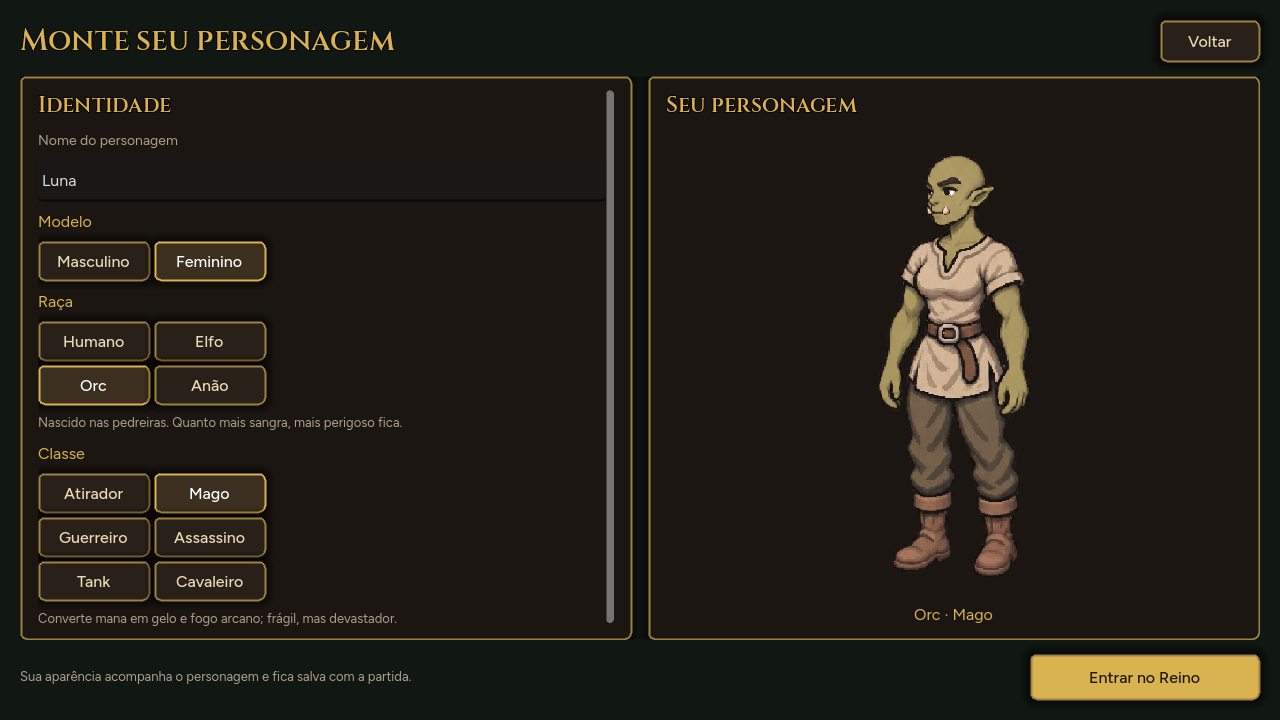 Monte seu personagem
Voltar
Identidade
Nome do personagem
Luna
Modelo
Masculino Feminino
Raça
Humano Elfo
Orc Anão
Nascido nas pedreiras. Quanto mais sangra, mais perigoso fica.
Classe
Atirador Mago
Guerreiro Assassino
Tank Cavaleiro
Converte mana em gelo e fogo arcano; frágil, mas devastador.
Seu personagem
Orc · Mago
Sua aparência acompanha o personagem e fica salva com a partida.
Entrar no Reino